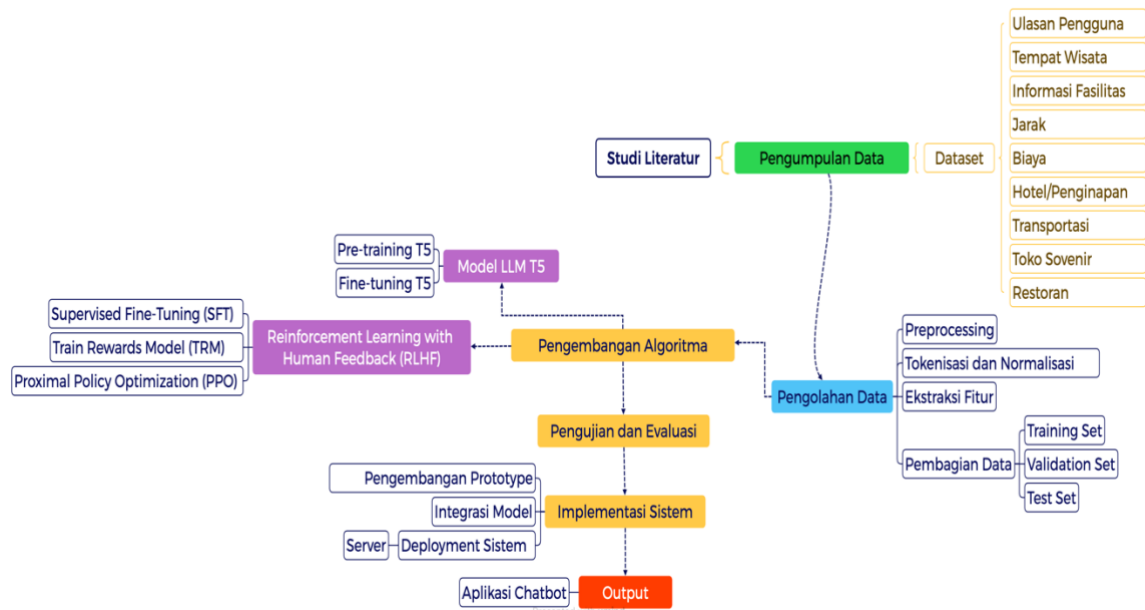 Ulasan Pengguna
Tempat Wisata
Informasi Fasilitas
Jarak
Studi Literatur
Pengumpulan Data
Dataset
Biaya
Hotel/Penginapan
Transportasi
Toko Sovenir
Restoran
Pre-training T5
Fine-tuning T5
Model LLM T5
Supervised Fine-Tuning (SFT)
Train Rewards Model (TRM)
Proximal Policy Optimization (PPO)
Reinforcement Learning with
Human Feedback (RLHF)
Pengembangan Algoritma
Pengolahan Data
Preprocessing
Tokenisasi dan Normalisasi
Ekstraksi Fitur
Pembagian Data
Training Set
Validation Set
Test Set
Pengujian dan Evaluasi
Pengembangan Prototype
Integrasi Model
Server
Deployment Sistem
Implementasi Sistem
Aplikasi Chatbot
Output